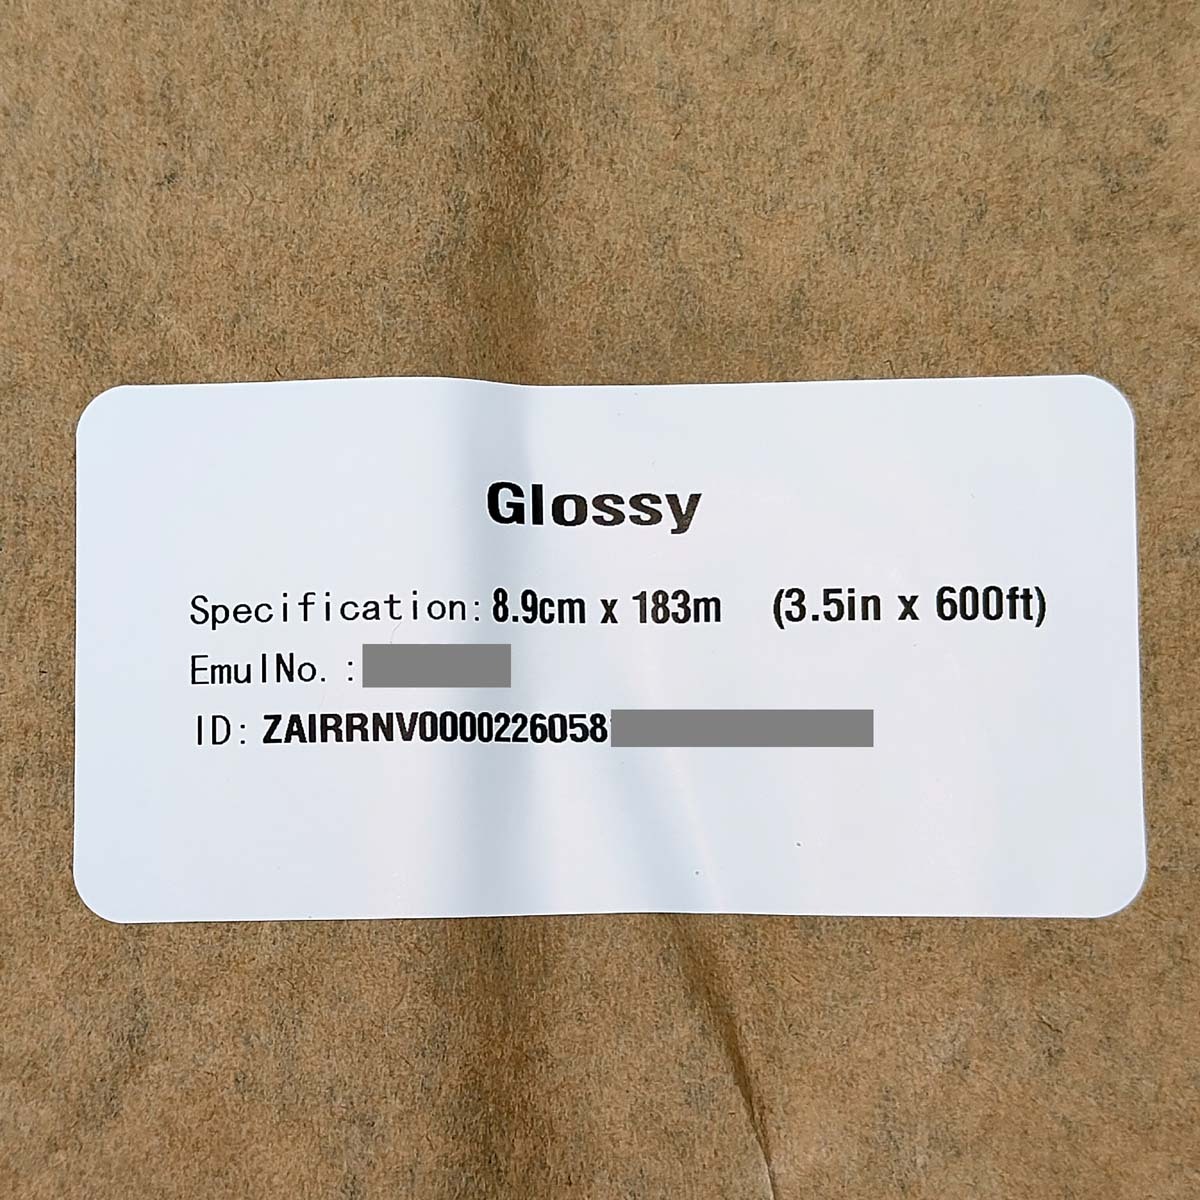 Glossy
Specification: 8.9cm x 183m (3.5in x 600ft)
EmulNo. :
ID: ZAIRRNV0000226058